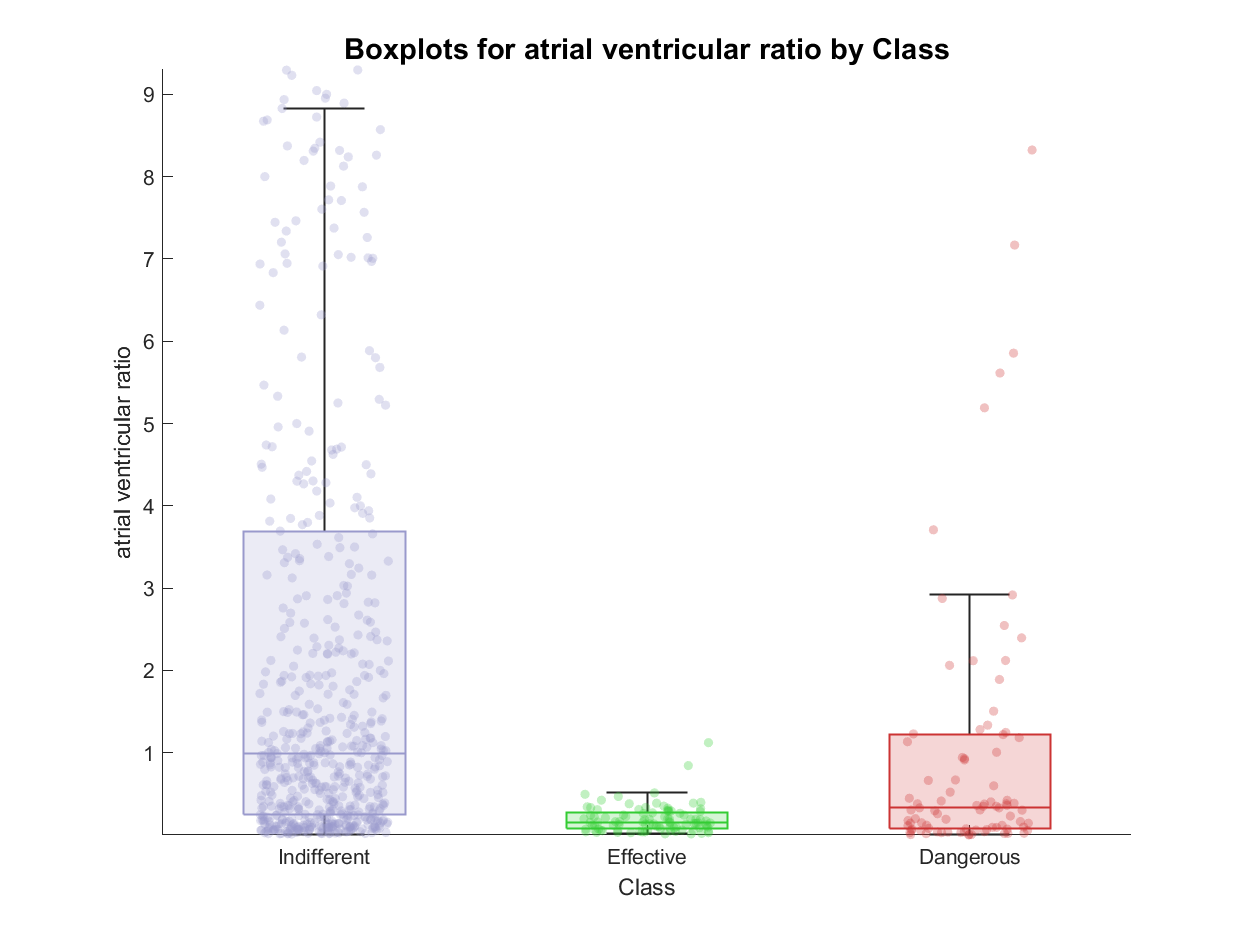 Boxplots for atrial ventricular ratio by Class
9
8
7
6
5
4
3
2
1
atrial ventricular ratio
Indifferent Effective Dangerous
Class